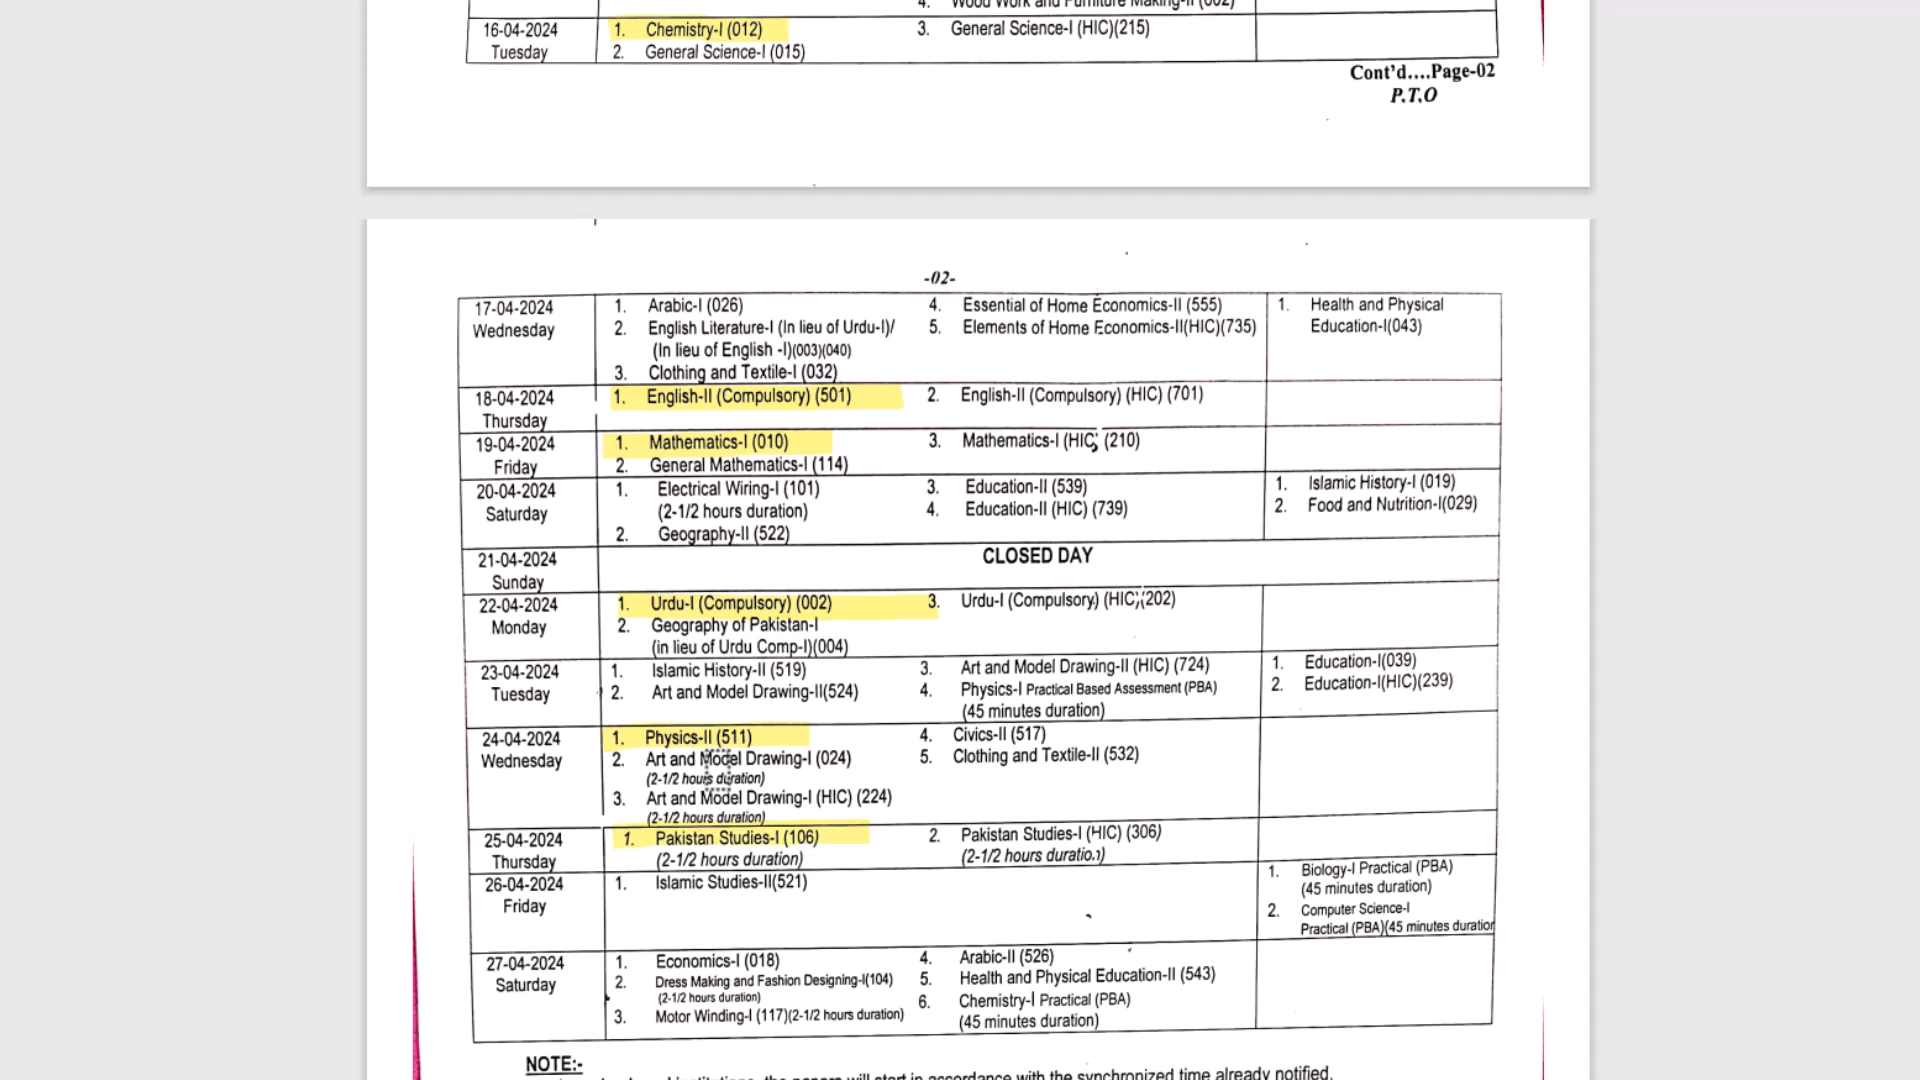 4. Wood Work and Furniture Making-II (602)
16-04-2024 1. Chemistry-I (012) 3. General Science-I (HIC)(215)
Tuesday 2. General Science-I (015)
Cont'd....Page-02
P.T.O
-02-
17-04-2024 1. Arabic-I (026) 4. Essential of Home Economics-II (555) 1. Health and Physical
Wednesday 2. English Literature-I (In lieu of Urdu-I)/ 5. Elements of Home Economics-II(HIC)(735) Education-I(043)
(In lieu of English -I)(003)(040)
3. Clothing and Textile-I (032)
18-04-2024 1. English-II (Compulsory) (501) 2. English-II (Compulsory) (HIC) (701)
Thursday
19-04-2024 1. Mathematics-I (010) 3. Mathematics-I (HIC) (210)
Friday 2. General Mathematics-I (114)
20-04-2024 1. Electrical Wiring-I (101) 3. Education-II (539) 1. Islamic History-I (019)
Saturday (2-1/2 hours duration) 4. Education-II (HIC) (739) 2. Food and Nutrition-I(029)
2. Geography-II (522)
21-04-2024 CLOSED DAY
Sunday
22-04-2024 1. Urdu-I (Compulsory) (002) 3. Urdu-I (Compulsory) (HIC)(202)
Monday 2. Geography of Pakistan-I
(in lieu of Urdu Comp-I)(004)
23-04-2024 1. Islamic History-II (519) 3. Art and Model Drawing-II (HIC) (724) 1. Education-I(039)
Tuesday 2. Art and Model Drawing-II(524) 4. Physics-I Practical Based Assessment (PBA) 2. Education-I(HIC)(239)
(45 minutes duration)
24-04-2024 1. Physics-II (511) 4. Civics-II (517)
Wednesday 2. Art and Model Drawing-I (024) 5. Clothing and Textile-II (532)
(2-1/2 hours duration)
3. Art and Model Drawing-I (HIC) (224)
(2-1/2 hours duration)
25-04-2024 1. Pakistan Studies-I (106) 2. Pakistan Studies-I (HIC) (306)
Thursday (2-1/2 hours duration) (2-1/2 hours duration)
26-04-2024 1. Islamic Studies-II(521) 1. Biology-I Practical (PBA)
Friday (45 minutes duration)
2. Computer Science-I
Practical (PBA)(45 minutes duration
27-04-2024 1. Economics-I (018) 4. Arabic-II (526)
Saturday 2. Dress Making and Fashion Designing-I(104) 5. Health and Physical Education-II (543)
(2-1/2 hours duration) 6. Chemistry-I Practical (PBA)
3. Motor Winding-I (117)(2-1/2 hours duration) (45 minutes duration)
NOTE:-
institutions, the papers will start in accordance with the synchronized time already notified.